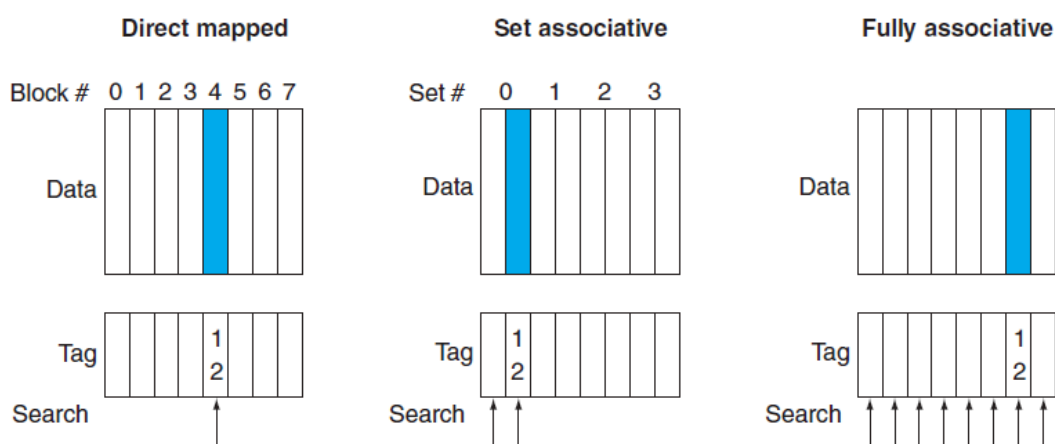 Direct mapped
Set associative
Fully associative
Block # 0 1 2 3 4 5 6 7
Set # 0 1 2 3
Data
Data
Data
Tag
1
2
Tag
1
2
Tag
1
2
Search
Search
Search